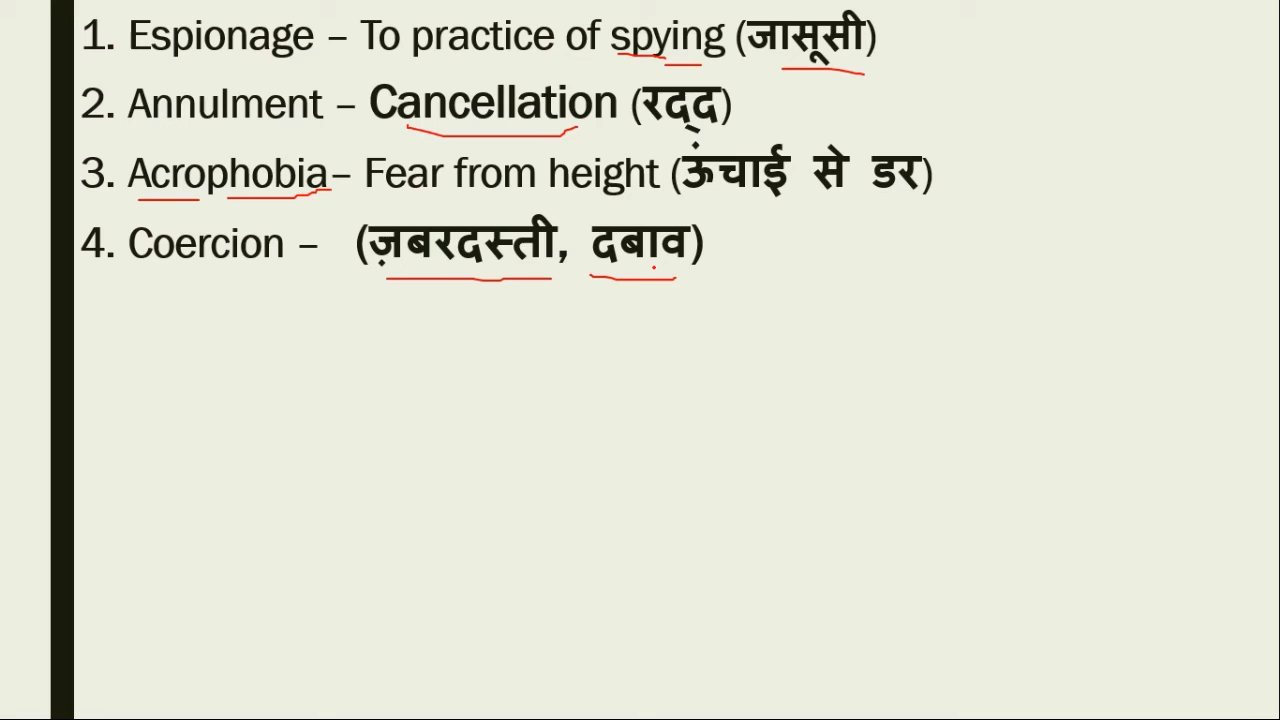 1. Espionage – To practice of spying (जासूसी)
2. Annulment – Cancellation (रद्द)
3. Acrophobia– Fear from height (ऊंचाई से डर)
4. Coercion – (ज़बरदस्ती, दबाव)